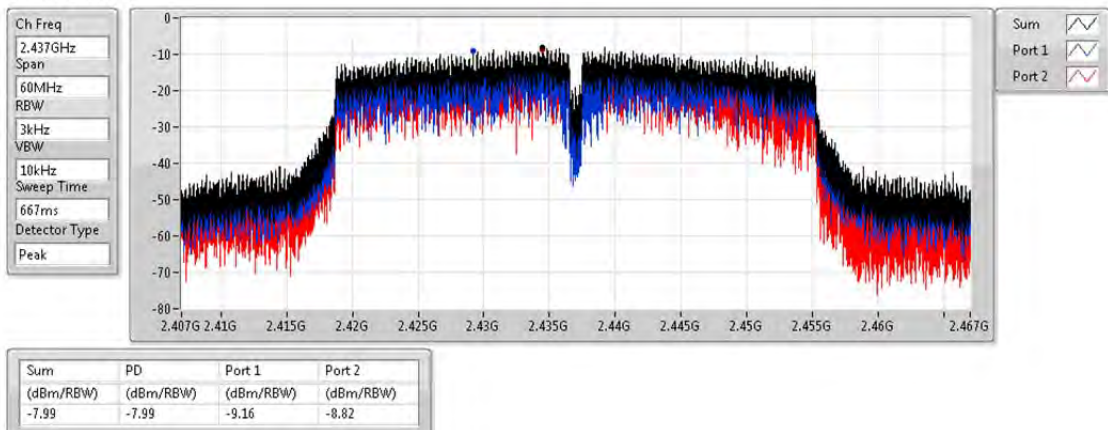 Ch Freq
2.437GHz
Span
60MHz
RBW
3kHz
VBW
10kHz
Sweep Time
667ms
Detector Type
Peak
0
-10
-20
-30
-40
-50
-60
-70
-80
2.407G 2.41G 2.415G 2.42G 2.425G 2.43G 2.435G 2.44G 2.445G 2.45G 2.455G 2.46G 2.467G
Sum
Port 1
Port 2
Sum PD Port 1 Port 2
(dBm/RBW) (dBm/RBW) (dBm/RBW) (dBm/RBW)
-7.99 -7.99 -9.16 -8.82